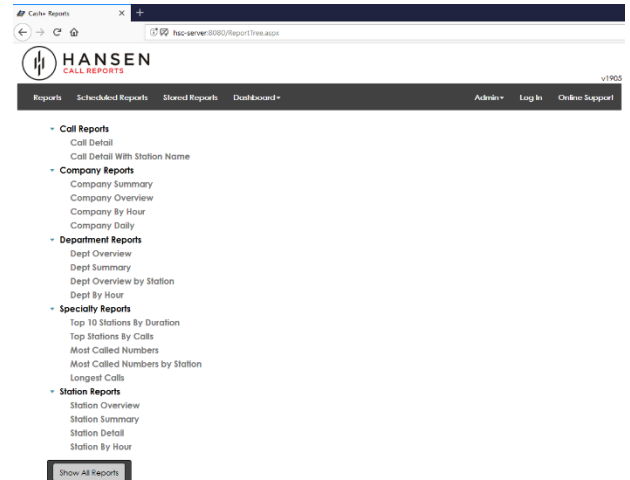 Cash+ Reports
hsc-server:8080/ReportTree.aspx
HANSEN
CALL REPORTS
v1905
Reports Scheduled Reports Stored Reports Dashboard Admin Log In Online Support
Call Reports
Call Detail
Call Detail With Station Name
Company Reports
Company Summary
Company Overview
Company By Hour
Company Daily
Department Reports
Dept Overview
Dept Summary
Dept Overview by Station
Dept By Hour
Specialty Reports
Top 10 Stations By Duration
Top Stations By Calls
Most Called Numbers
Most Called Numbers by Station
Longest Calls
Station Reports
Station Overview
Station Summary
Station Detail
Station By Hour
Show All Reports